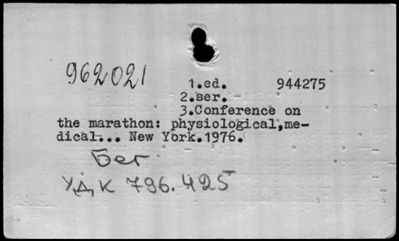 962021
1.ed. 944275
2.ser. -
3.Conference on
the marathon: physiological,me-
dical... New York.1976.
Бег.
УДК 796.425